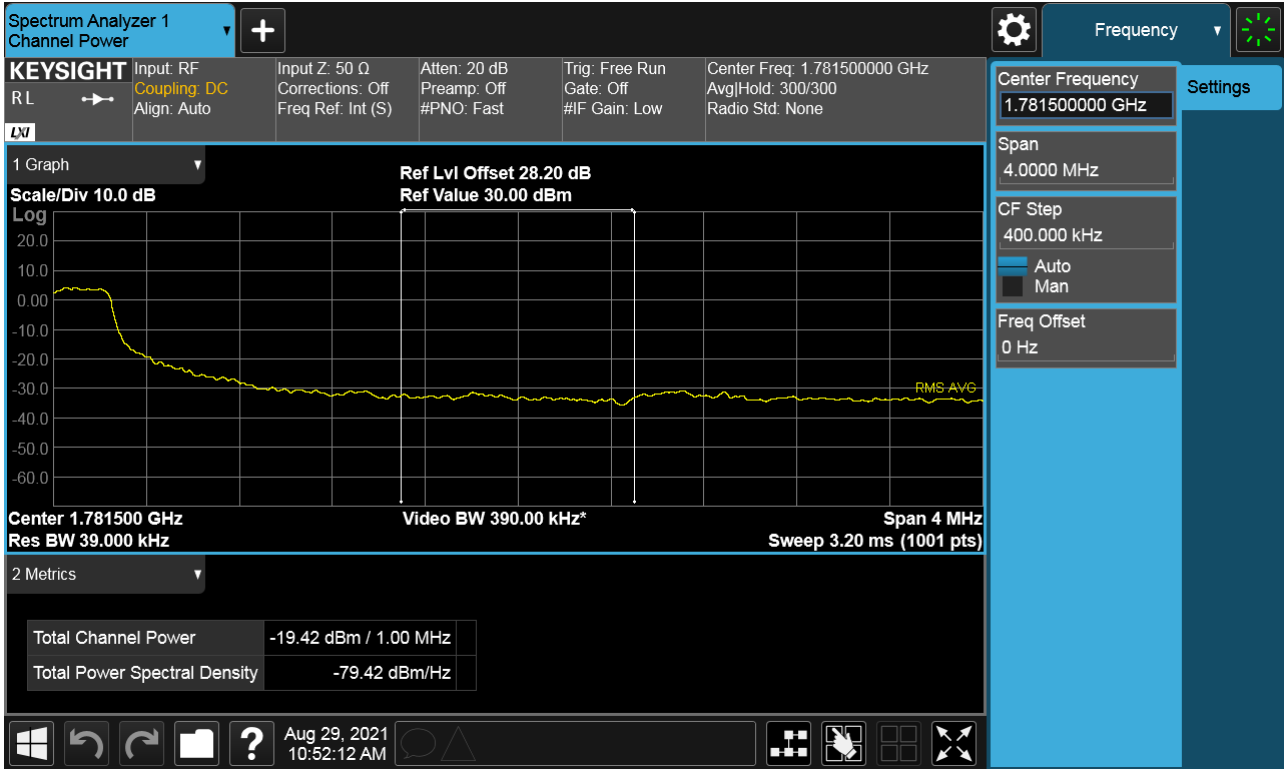 Spectrum Analyzer 1
Channel Power
+
Frequency
KEYSIGHT
RL
LXI
Input: RF
Coupling: DC
Align: Auto
Input Z: 50 Ω
Corrections: Off
Freq Ref: Int (S)
Atten: 20 dB
Preamp: Off
#PNO: Fast
Trig: Free Run
Gate: Off
#IF Gain: Low
Center Freq: 1.781500000 GHz
Avg|Hold: 300/300
Radio Std: None
Center Frequency
1.781500000 GHz
Settings
Span
4.0000 MHz
CF Step
400.000 kHz
Auto
Man
Freq Offset
0 Hz
1 Graph
Scale/Div 10.0 dB
Ref Lvl Offset 28.20 dB
Ref Value 30.00 dBm
Log
20.0
10.0
0.00
-10.0
-20.0
-30.0
-40.0
-50.0
-60.0
RMS AVG
Center 1.781500 GHz
Video BW 390.00 kHz*
Span 4 MHz
Res BW 39.000 kHz
Sweep 3.20 ms (1001 pts)
2 Metrics
Total Channel Power -19.42 dBm / 1.00 MHz
Total Power Spectral Density -79.42 dBm/Hz
?
Aug 29, 2021
10:52:12 AM